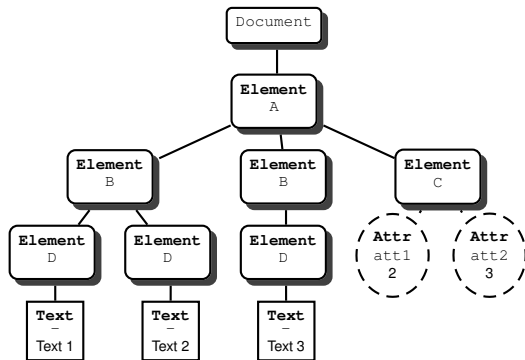 Document
Element
A
Element
B
Element
B
Element
C
Element
D
Element
D
Element
D
Attr
att1
2
Attr
att2
3
Text
–
Text 1
Text
–
Text 2
Text
–
Text 3